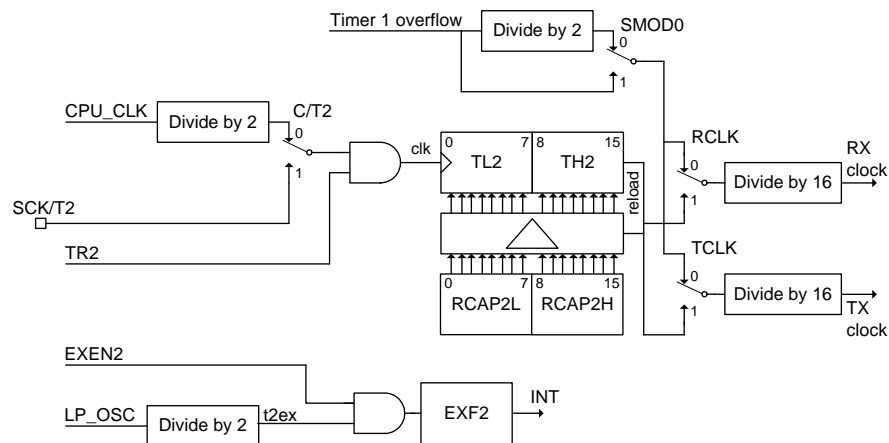 Timer 1 overflow
Divide by 2
SMOD0
0
1
CPU_CLK
Divide by 2
C/T2
0
1
SCK/T2
TR2
clk
0
7
8
15
TL2
TH2
reload
RCLK
0
1
Divide by 16
RX
clock
TCLK
0
1
Divide by 16
TX
clock
0
7
8
15
RCAP2L
RCAP2H
EXEN2
LP_OSC
Divide by 2
t2ex
EXF2
INT